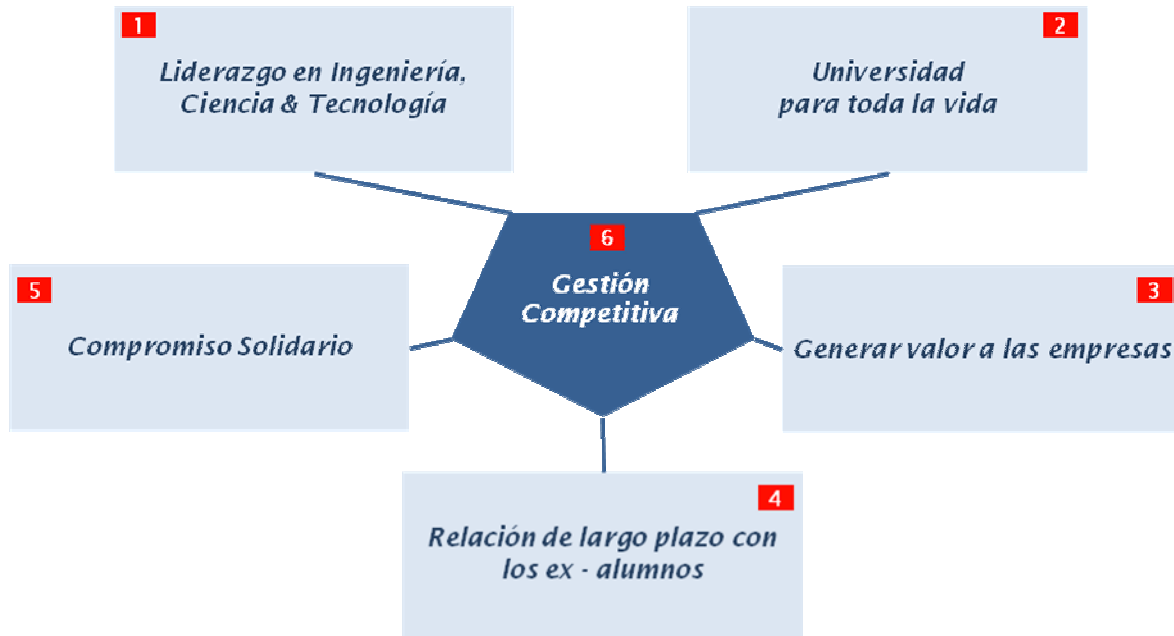 1
Liderazgo en Ingeniería,
Ciencia & Tecnología
2
Universidad
para toda la vida
6
Gestión
Competitiva
5
Compromiso Solidario
3
Generar valor a las empresas
4
Relación de largo plazo con
los ex - alumnos